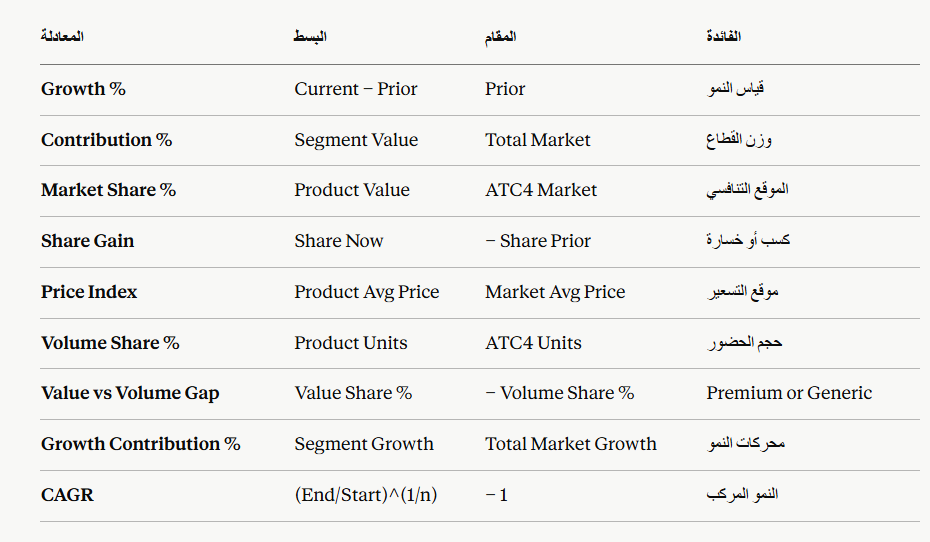 المعادلة البسط المقام الفائدة
Growth % Current – Prior Prior قياس النمو
Contribution % Segment Value Total Market وزن القطاع
Market Share % Product Value ATC4 Market الموقع التنافسي
Share Gain Share Now – Share Prior كسب أو خسارة
Price Index Product Avg Price Market Avg Price موقع التسعير
Volume Share % Product Units ATC4 Units حجم الحضور
Value vs Volume Gap Value Share % – Volume Share % Premium or Generic
Growth Contribution % Segment Growth Total Market Growth محركات النمو
CAGR (End/Start)^(1/n) – 1 النمو المركب